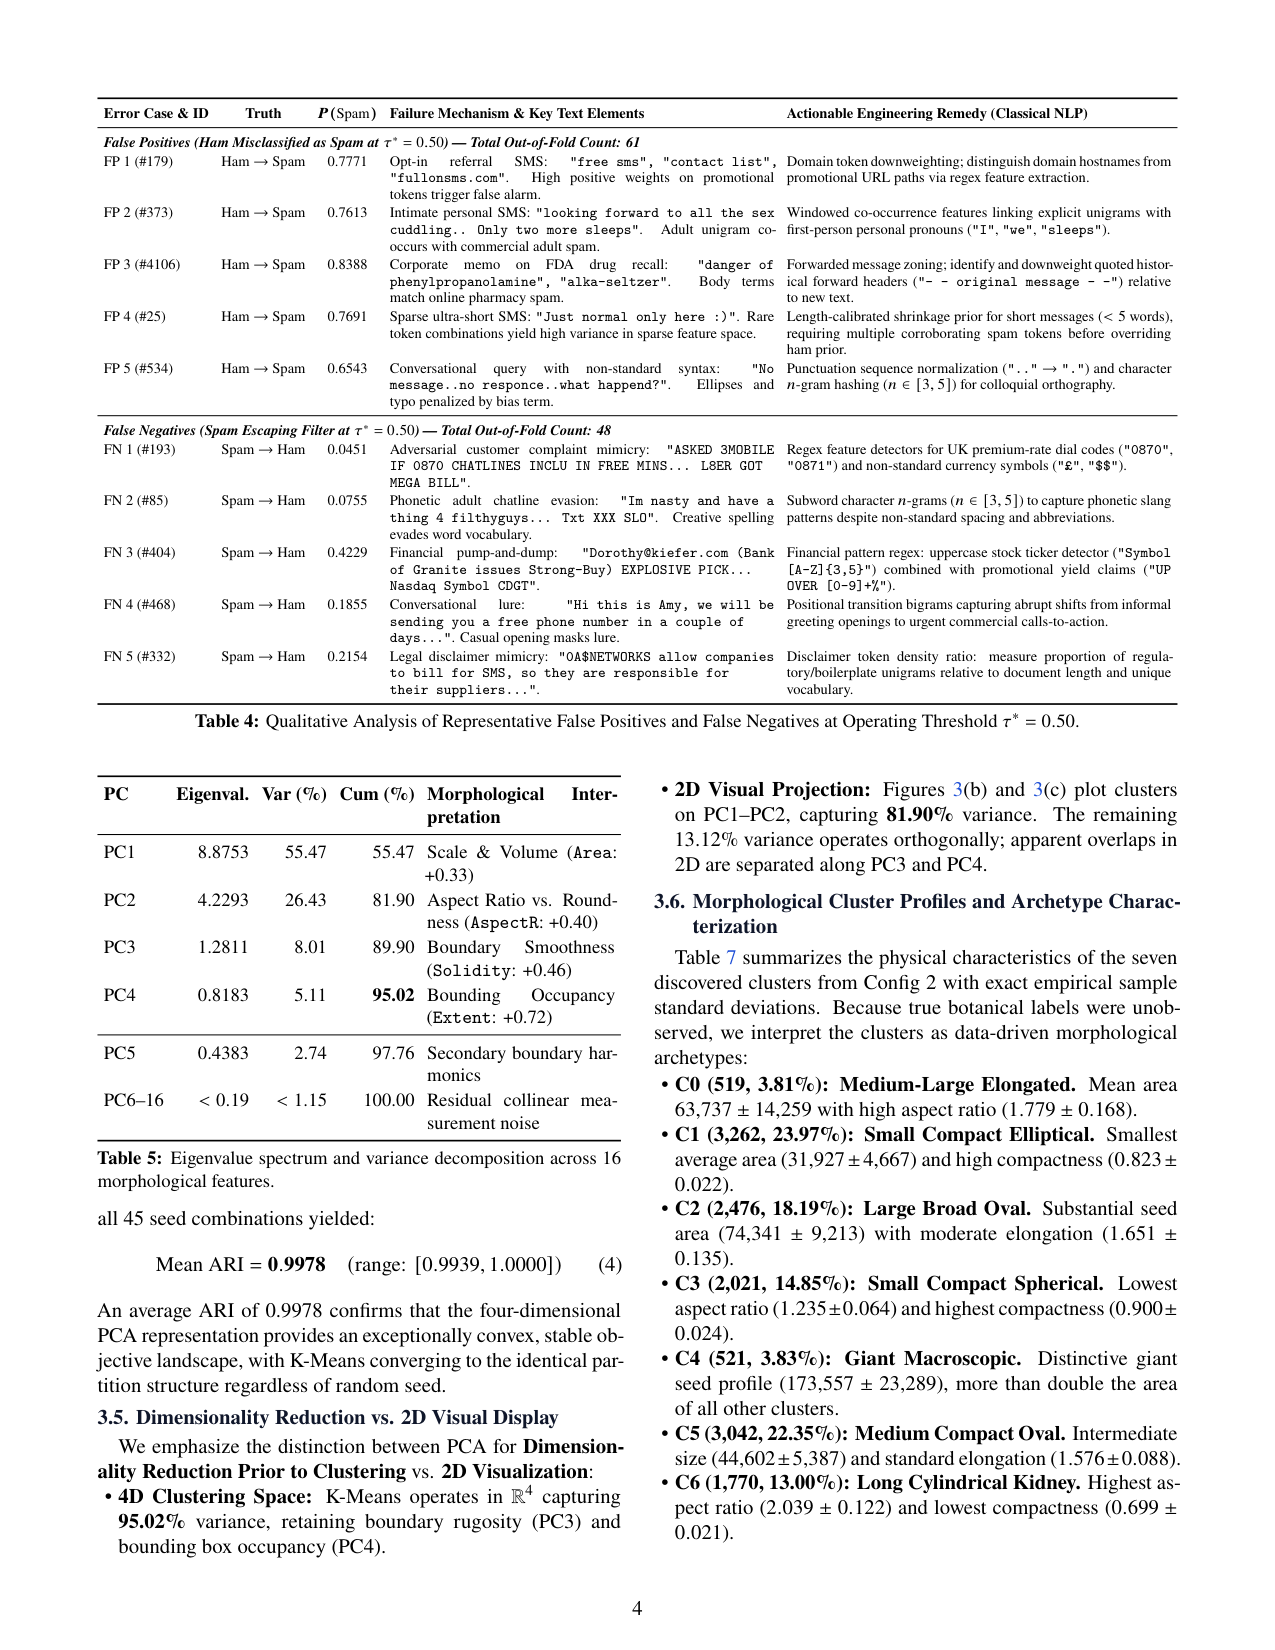 Error Case & ID Truth P(Spam) Failure Mechanism & Key Text Elements Actionable Engineering Remedy (Classical NLP)
False Positives (Ham Misclassified as Spam at τ* = 0.50) — Total Out-of-Fold Count: 61
FP 1 (#179) Ham → Spam 0.7771 Opt-in referral SMS: "free sms", "contact list", Domain token downweighting; distinguish domain hostnames from
"fullonsms.com". High positive weights on promotional promotional URL paths via regex feature extraction.
tokens trigger false alarm.
FP 2 (#373) Ham → Spam 0.7613 Intimate personal SMS: "looking forward to all the sex Windowed co-occurrence features linking explicit unigrams with
cuddling.. Only two more sleeps". Adult unigram co- first-person personal pronouns ("I", "we", "sleeps").
occurs with commercial adult spam.
FP 3 (#4106) Ham → Spam 0.8388 Corporate memo on FDA drug recall: "danger of Forwarded message zoning; identify and downweight quoted histor-
phenylpropanolamine", "alka-seltzer". Body terms ical forward headers ("- - original message - -") relative
match online pharmacy spam. to new text.
FP 4 (#25) Ham → Spam 0.7691 Sparse ultra-short SMS: "Just normal only here :)". Rare Length-calibrated shrinkage prior for short messages (< 5 words),
token combinations yield high variance in sparse feature space. requiring multiple corroborating spam tokens before overriding
ham prior.
FP 5 (#534) Ham → Spam 0.6543 Conversational query with non-standard syntax: "No Punctuation sequence normalization (".." → ".") and character
message..no responce..what happend?". Ellipses and n-gram hashing (n ∈ [3, 5]) for colloquial orthography.
typo penalized by bias term.
False Negatives (Spam Escaping Filter at τ* = 0.50) — Total Out-of-Fold Count: 48
FN 1 (#193) Spam → Ham 0.0451 Adversarial customer complaint mimicry: "ASKED 3MOBILE Regex feature detectors for UK premium-rate dial codes ("0870",
IF 0870 CHATLINES INCLU IN FREE MINS... L8ER GOT "0871") and non-standard currency symbols ("£", "$$").
MEGA BILL".
FN 2 (#85) Spam → Ham 0.0755 Phonetic adult chatline evasion: "Im nasty and have a Subword character n-grams (n ∈ [3, 5]) to capture phonetic slang
thing 4 filthyguys... Txt XXX SLO". Creative spelling patterns despite non-standard spacing and abbreviations.
evades word vocabulary.
FN 3 (#404) Spam → Ham 0.4229 Financial pump-and-dump: "Dorothy@kiefer.com (Bank Financial pattern regex: uppercase stock ticker detector ("Symbol
of Granite issues Strong-Buy) EXPLOSIVE PICK... [A-Z]{3,5}") combined with promotional yield claims ("UP
Nasdaq Symbol CDGT". OVER [0-9]+%").
FN 4 (#468) Spam → Ham 0.1855 Conversational lure: "Hi this is Amy, we will be Positional transition bigrams capturing abrupt shifts from informal
sending you a free phone number in a couple of greeting openings to urgent commercial calls-to-action.
days...". Casual opening masks lure.
FN 5 (#332) Spam → Ham 0.2154 Legal disclaimer mimicry: "0A$NETWORKS allow companies Disclaimer token density ratio: measure proportion of regula-
to bill for SMS, so they are responsible for tory/boilerplate unigrams relative to document length and unique
their suppliers...". vocabulary.
Table 4: Qualitative Analysis of Representative False Positives and False Negatives at Operating Threshold τ* = 0.50.
PC Eigenval. Var (%) Cum (%) Morphological Inter-
pretation
PC1 8.8753 55.47 55.47 Scale & Volume (Area:
+0.33)
PC2 4.2293 26.43 81.90 Aspect Ratio vs. Round-
ness (AspectR: +0.40)
PC3 1.2811 8.01 89.90 Boundary Smoothness
(Solidity: +0.46)
PC4 0.8183 5.11 95.02 Bounding Occupancy
(Extent: +0.72)
PC5 0.4383 2.74 97.76 Secondary boundary har-
monics
PC6–16 < 0.19 < 1.15 100.00 Residual collinear mea-
surement noise
Table 5: Eigenvalue spectrum and variance decomposition across 16
morphological features.
all 45 seed combinations yielded:
Mean ARI = 0.9978 (range: [0.9939, 1.0000]) (4)
An average ARI of 0.9978 confirms that the four-dimensional
PCA representation provides an exceptionally convex, stable ob-
jective landscape, with K-Means converging to the identical par-
tition structure regardless of random seed.
3.5. Dimensionality Reduction vs. 2D Visual Display
We emphasize the distinction between PCA for Dimension-
ality Reduction Prior to Clustering vs. 2D Visualization:
• 4D Clustering Space: K-Means operates in ℝ⁴ capturing
95.02% variance, retaining boundary rugosity (PC3) and
bounding box occupancy (PC4).
• 2D Visual Projection: Figures 3(b) and 3(c) plot clusters
on PC1–PC2, capturing 81.90% variance. The remaining
13.12% variance operates orthogonally; apparent overlaps in
2D are separated along PC3 and PC4.
3.6. Morphological Cluster Profiles and Archetype Charac-
terization
Table 7 summarizes the physical characteristics of the seven
discovered clusters from Config 2 with exact empirical sample
standard deviations. Because true botanical labels were unob-
served, we interpret the clusters as data-driven morphological
archetypes:
• C0 (519, 3.81%): Medium-Large Elongated. Mean area
63,737 ± 14,259 with high aspect ratio (1.779 ± 0.168).
• C1 (3,262, 23.97%): Small Compact Elliptical. Smallest
average area (31,927 ± 4,667) and high compactness (0.823 ±
0.022).
• C2 (2,476, 18.19%): Large Broad Oval. Substantial seed
area (74,341 ± 9,213) with moderate elongation (1.651 ±
0.135).
• C3 (2,021, 14.85%): Small Compact Spherical. Lowest
aspect ratio (1.235 ± 0.064) and highest compactness (0.900 ±
0.024).
• C4 (521, 3.83%): Giant Macroscopic. Distinctive giant
seed profile (173,557 ± 23,289), more than double the area
of all other clusters.
• C5 (3,042, 22.35%): Medium Compact Oval. Intermediate
size (44,602 ± 5,387) and standard elongation (1.576 ± 0.088).
• C6 (1,770, 13.00%): Long Cylindrical Kidney. Highest as-
pect ratio (2.039 ± 0.122) and lowest compactness (0.699 ±
0.021).
4